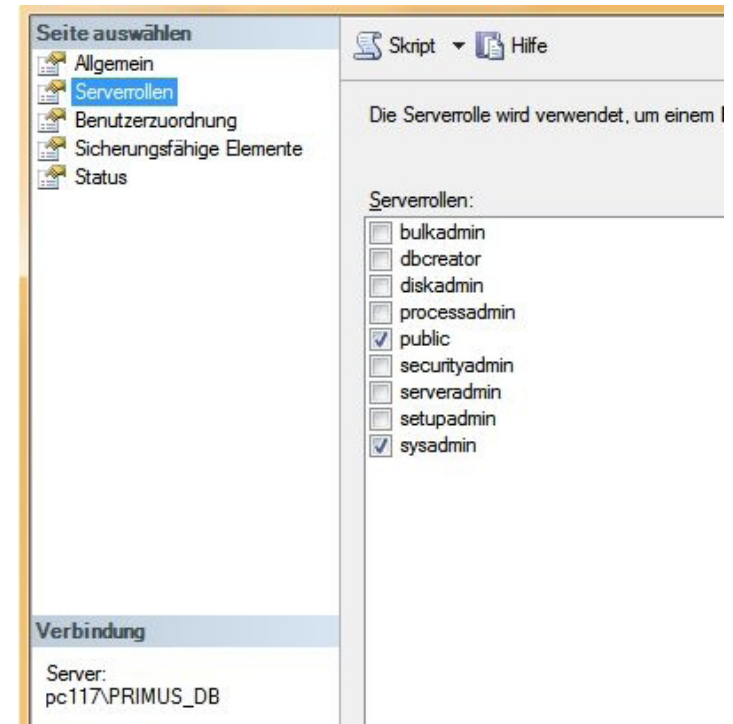 Seite auswählen
Allgemein
Serverrollen
Benutzerzuordnung
Sicherungsfähige Elemente
Status
Skript Hilfe
Die Serverrolle wird verwendet, um einem
Serverrollen:
bulkadmin
dbcreator
diskadmin
processadmin
public
securityadmin
serveradmin
setupadmin
sysadmin
Verbindung
Server:
pc117\PRIMUS_DB